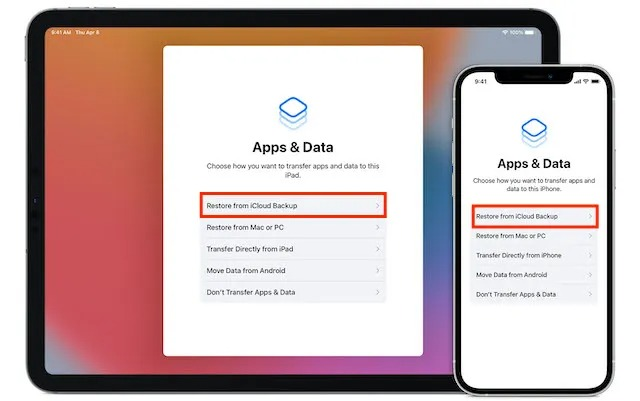 9:41 AM Thu Apr 8
100%
Apps & Data
Choose how you want to transfer apps and data to this
iPad.
Restore from iCloud Backup
Restore from Mac or PC
Transfer Directly from iPad
Move Data from Android
Don't Transfer Apps & Data
9:41
Apps & Data
Choose how you want to transfer apps and
data to this iPhone.
Restore from iCloud Backup
Restore from Mac or PC
Transfer Directly from iPhone
Move Data from Android
Don't Transfer Apps & Data